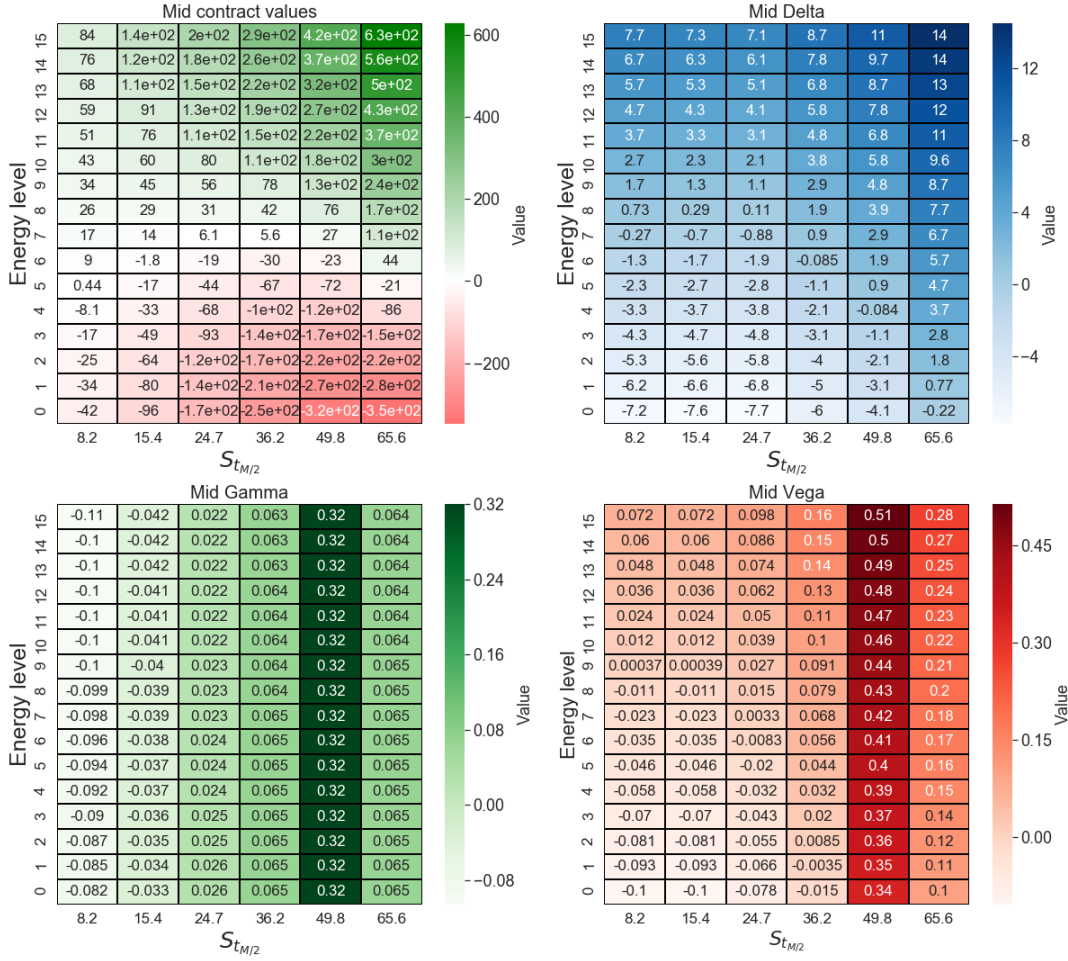 Mid contract values
Energy level
15 84 1.4e+02 2e+02 2.9e+02 4.2e+02 6.3e+02
14 76 1.2e+02 1.8e+02 2.6e+02 3.7e+02 5.6e+02
13 68 1.1e+02 1.5e+02 2.2e+02 3.2e+02 5e+02
12 59 91 1.3e+02 1.9e+02 2.7e+02 4.3e+02
11 51 76 1.1e+02 1.5e+02 2.2e+02 3.7e+02
10 43 60 80 1.1e+02 1.8e+02 3e+02
9 34 45 56 78 1.3e+02 2.4e+02
8 26 29 31 42 76 1.7e+02
7 17 14 6.1 5.6 27 1.1e+02
6 9 -1.8 -19 -30 -23 44
5 0.44 -17 -44 -67 -72 -21
4 -8.1 -33 -68 -1e+02 -1.2e+02 -86
3 -17 -49 -93 -1.4e+02 -1.7e+02 -1.5e+02
2 -25 -64 -1.2e+02 -1.7e+02 -2.2e+02 -2.2e+02
1 -34 -80 -1.4e+02 -2.1e+02 -2.7e+02 -2.8e+02
0 -42 -96 -1.7e+02 -2.5e+02 -3.2e+02 -3.5e+02
8.2 15.4 24.7 36.2 49.8 65.6
S_{t_{M/2}}
600
400
200
0
−200
Value
Mid Delta
Energy level
15 7.7 7.3 7.1 8.7 11 14
14 6.7 6.3 6.1 7.8 9.7 14
13 5.7 5.3 5.1 6.8 8.7 13
12 4.7 4.3 4.1 5.8 7.8 12
11 3.7 3.3 3.1 4.8 6.8 11
10 2.7 2.3 2.1 3.8 5.8 9.6
9 1.7 1.3 1.1 2.9 4.8 8.7
8 0.73 0.29 0.11 1.9 3.9 7.7
7 -0.27 -0.7 -0.88 0.9 2.9 6.7
6 -1.3 -1.7 -1.9 -0.085 1.9 5.7
5 -2.3 -2.7 -2.8 -1.1 0.9 4.7
4 -3.3 -3.7 -3.8 -2.1 -0.084 3.7
3 -4.3 -4.7 -4.8 -3.1 -1.1 2.8
2 -5.3 -5.6 -5.8 -4 -2.1 1.8
1 -6.2 -6.6 -6.8 -5 -3.1 0.77
0 -7.2 -7.6 -7.7 -6 -4.1 -0.22
8.2 15.4 24.7 36.2 49.8 65.6
S_{t_{M/2}}
12
8
4
0
−4
Value
Mid Gamma
Energy level
15 -0.11 -0.042 0.022 0.063 0.32 0.064
14 -0.1 -0.042 0.022 0.063 0.32 0.064
13 -0.1 -0.042 0.022 0.063 0.32 0.064
12 -0.1 -0.041 0.022 0.063 0.32 0.064
11 -0.1 -0.041 0.022 0.064 0.32 0.064
10 -0.1 -0.041 0.022 0.064 0.32 0.064
9 -0.1 -0.04 0.023 0.064 0.32 0.065
8 -0.099 -0.039 0.023 0.064 0.32 0.065
7 -0.098 -0.039 0.023 0.065 0.32 0.065
6 -0.096 -0.038 0.024 0.065 0.32 0.065
5 -0.094 -0.037 0.024 0.065 0.32 0.065
4 -0.092 -0.037 0.024 0.065 0.32 0.065
3 -0.09 -0.036 0.025 0.065 0.32 0.065
2 -0.087 -0.035 0.025 0.065 0.32 0.065
1 -0.085 -0.034 0.026 0.065 0.32 0.065
0 -0.082 -0.033 0.026 0.065 0.32 0.065
8.2 15.4 24.7 36.2 49.8 65.6
S_{t_{M/2}}
0.32
0.24
0.16
0.08
0.00
−0.08
Value
Mid Vega
Energy level
15 0.072 0.072 0.098 0.16 0.51 0.28
14 0.06 0.06 0.086 0.15 0.5 0.27
13 0.048 0.048 0.074 0.14 0.49 0.25
12 0.036 0.036 0.062 0.13 0.48 0.24
11 0.024 0.024 0.05 0.11 0.47 0.23
10 0.012 0.012 0.039 0.1 0.46 0.22
9 0.00037 0.00039 0.027 0.091 0.44 0.21
8 -0.011 -0.011 0.015 0.079 0.43 0.2
7 -0.023 -0.023 0.0033 0.068 0.42 0.18
6 -0.035 -0.035 -0.0083 0.056 0.41 0.17
5 -0.046 -0.046 -0.02 0.044 0.4 0.16
4 -0.058 -0.058 -0.032 0.032 0.39 0.15
3 -0.07 -0.07 -0.043 0.02 0.37 0.14
2 -0.081 -0.081 -0.055 0.0085 0.36 0.12
1 -0.093 -0.093 -0.066 -0.0035 0.35 0.11
0 -0.1 -0.1 -0.078 -0.015 0.34 0.1
8.2 15.4 24.7 36.2 49.8 65.6
S_{t_{M/2}}
0.45
0.30
0.15
0.00
Value